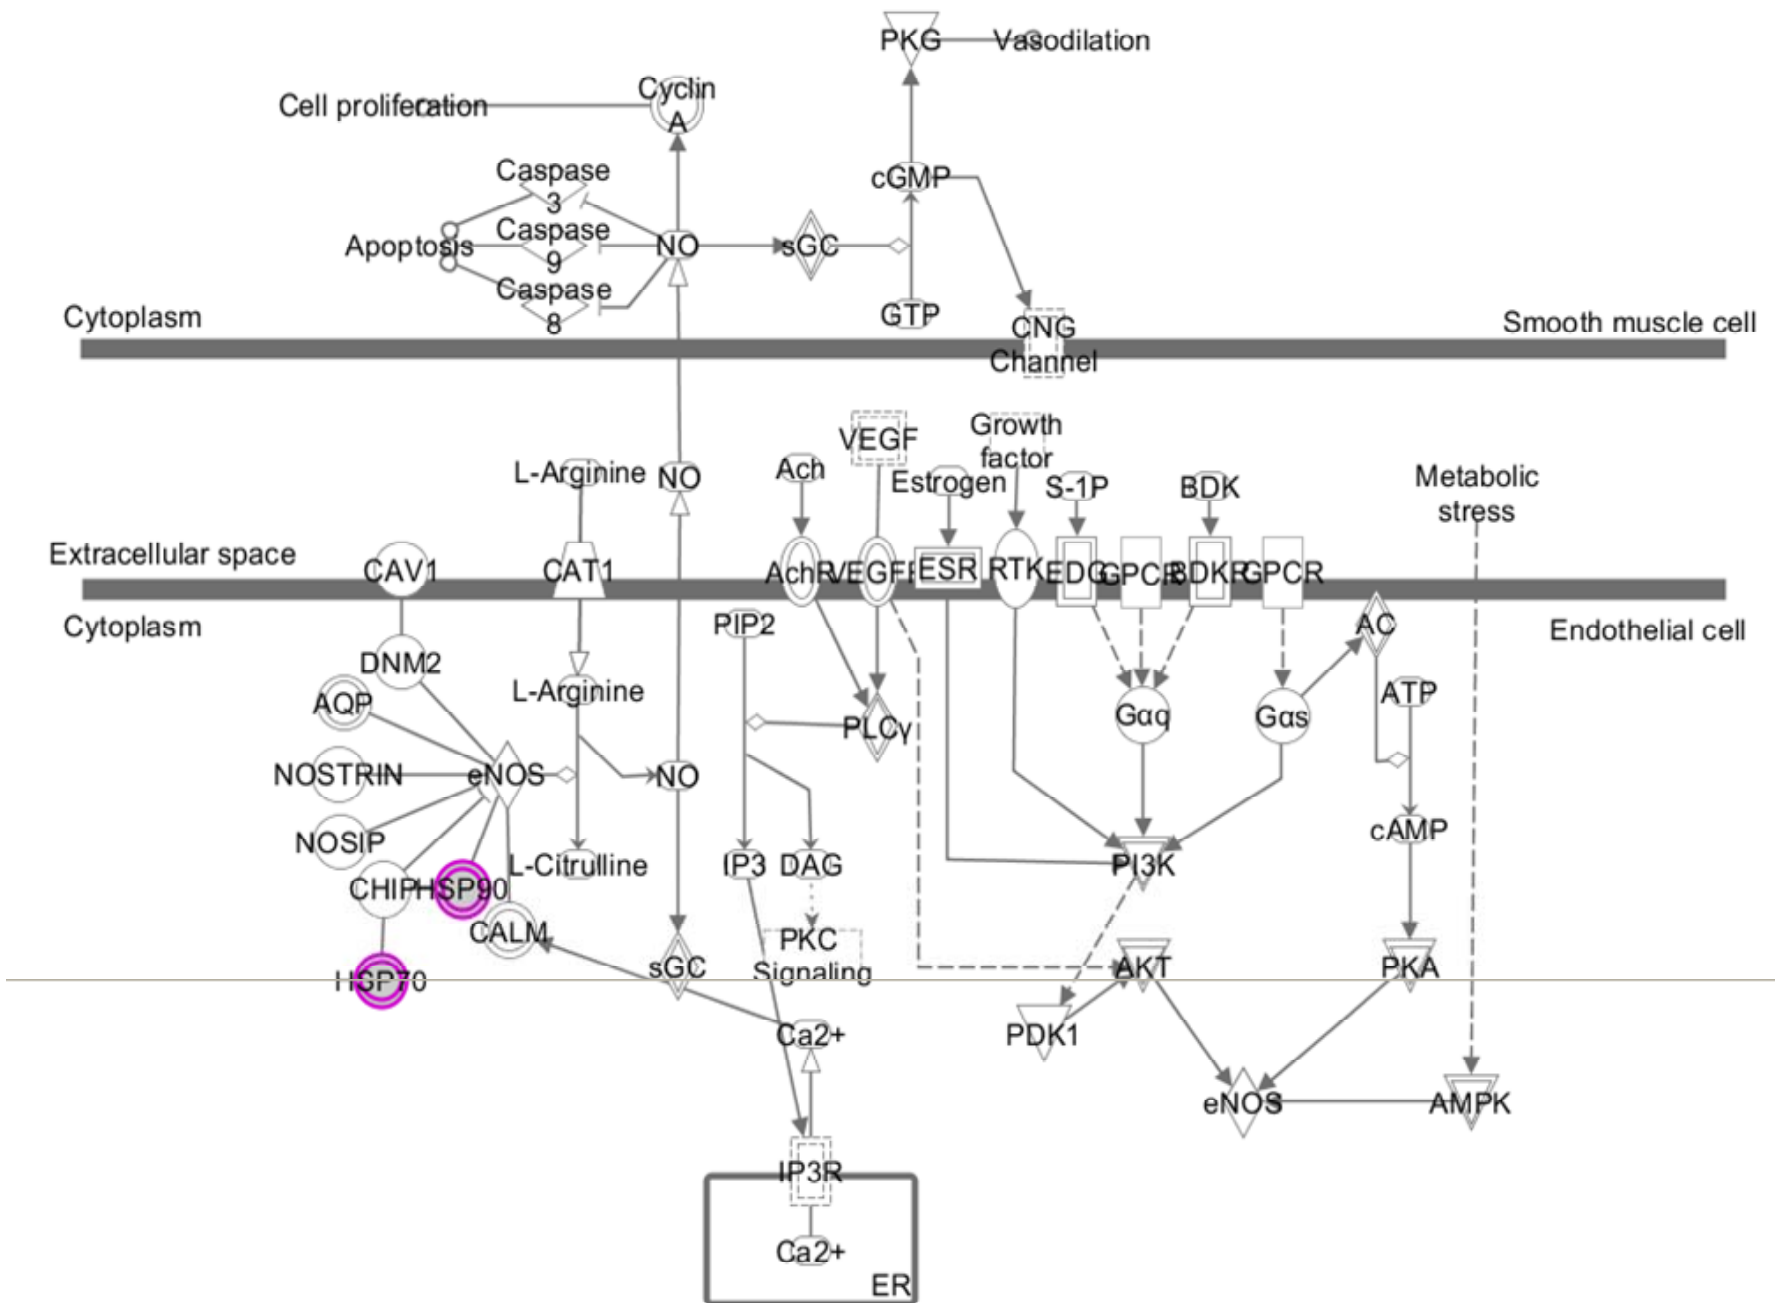 PKG
Vasodilation
Cyclin
A
Cell proliferation
Caspase
3
cGMP
Caspase
9
Apoptosis
NO
sGC
Caspase
8
GTP
Cytoplasm
CNG
Channel
Smooth muscle cell
VEGF
Growth
factor
L-Arginine
NO
Ach
Estrogen
S-1P
BDK
Metabolic
stress
Extracellular space
CAV1
CAT1
AchR
VEGFR
ESR
RTK
EDG
GPCR
BDKR
GPCR
Cytoplasm
PIP2
AC
Endothelial cell
DNM2
AQP
L-Arginine
PLCγ
Gαq
Gαs
ATP
NOSTRIN
eNOS
NO
NOSIP
cAMP
CHIP
HSP90
L-Citrulline
IP3
DAG
PI3K
CALM
PKC
Signaling
HSP70
sGC
AKT
PKA
Ca2+
PDK1
eNOS
AMPK
IP3R
Ca2+
ER